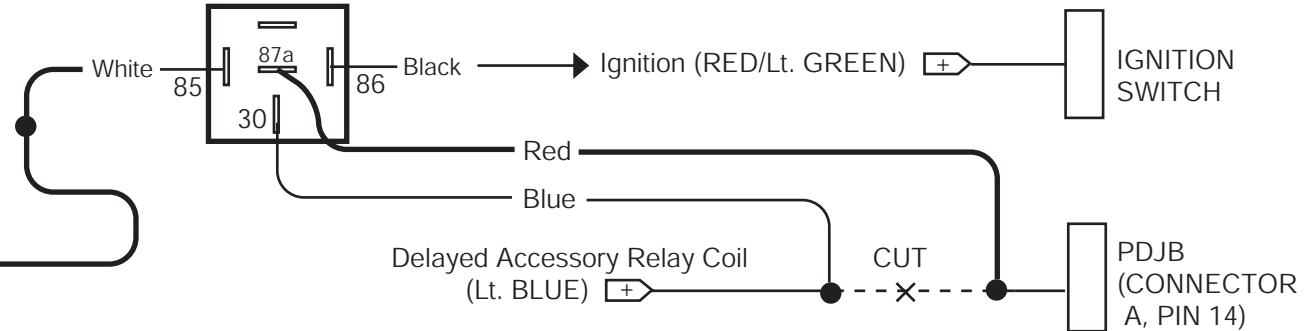 87a
White
85
86
Black
Ignition (RED/Lt. GREEN)
+
IGNITION
SWITCH
30
Red
Blue
Delayed Accessory Relay Coil
(Lt. BLUE)
+
CUT
PDJB
(CONNECTOR
A, PIN 14)